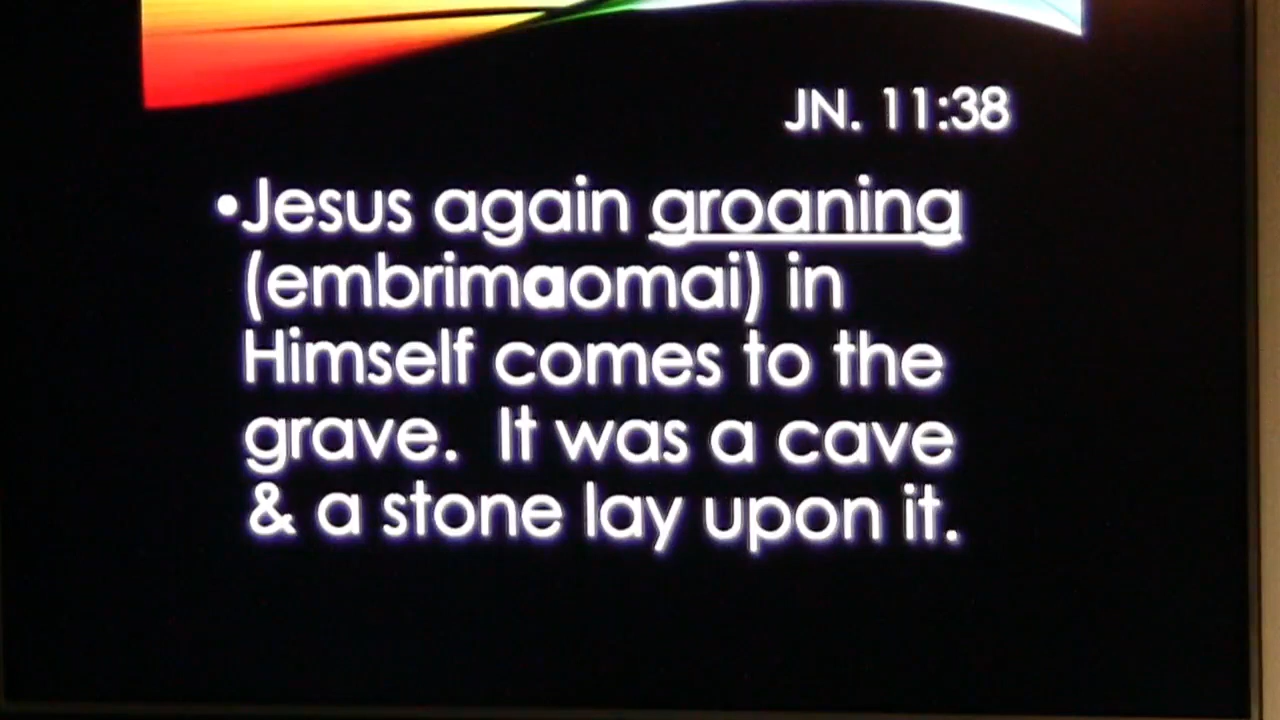 JN. 11:38
•Jesus again groaning
(embrimaomai) in
Himself comes to the
grave. It was a cave
& a stone lay upon it.